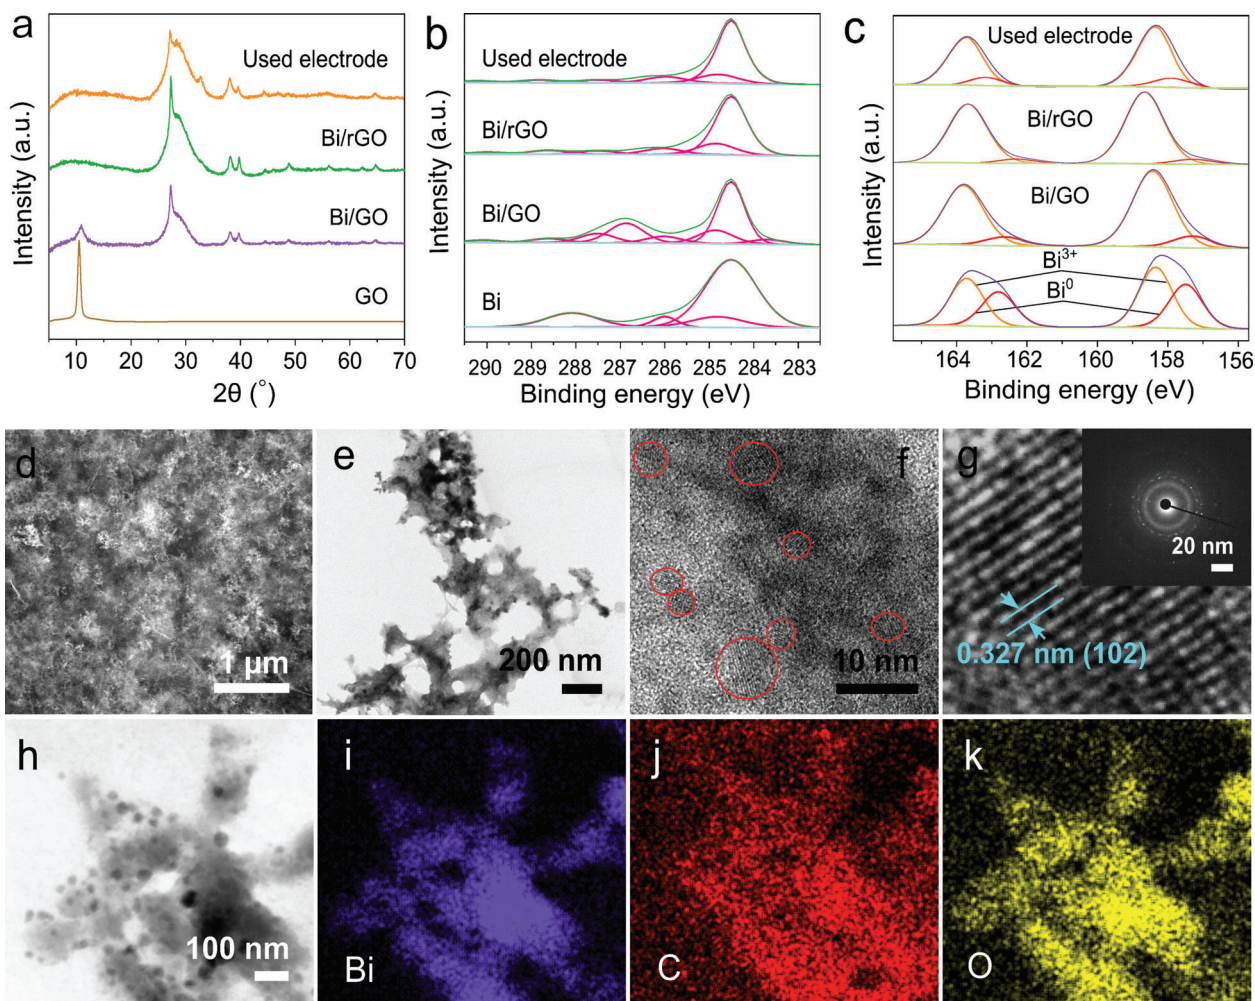 a
Intensity (a.u.)
Used electrode
Bi/rGO
Bi/GO
GO
10 20 30 40 50 60 70
2θ (°)
b
Intensity (a.u.)
Used electrode
Bi/rGO
Bi/GO
Bi
290 289 288 287 286 285 284 283
Binding energy (eV)
c
Intensity (a.u.)
Used electrode
Bi/rGO
Bi/GO
Bi3+
Bi0
164 162 160 158 156
Binding energy (eV)
d
1 µm
e
200 nm
f
10 nm
g
20 nm
0.327 nm (102)
h
100 nm
i
Bi
j
C
k
O